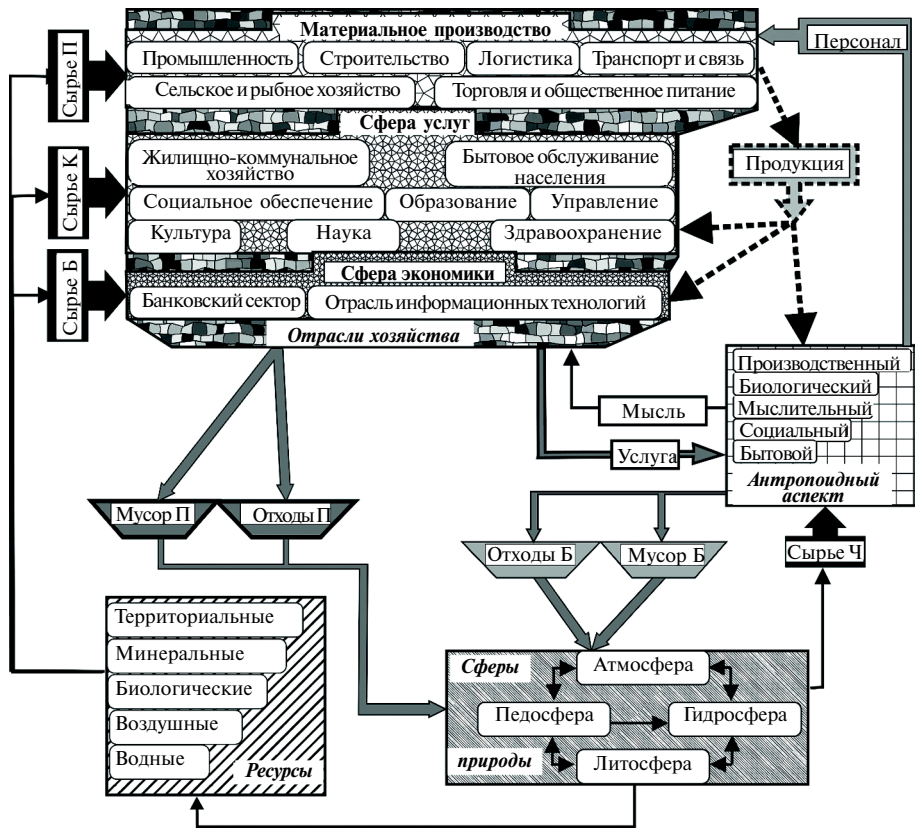 Материальное производство
Персонал
Промышленность
Строительство
Логистика
Транспорт и связь
Сырье П
Сельское и рыбное хозяйство
Торговля и общественное питание
Сфера услуг
Жилищно-коммунальное
хозяйство
Бытовое обслуживание
населения
Продукция
Сырье К
Социальное обеспечение
Образование
Управление
Культура
Наука
Здравоохранение
Сфера экономики
Сырье Б
Банковский сектор
Отрасль информационных технологий
Отрасли хозяйства
Производственный
Биологический
Мыслительный
Социальный
Бытовой
Антропоидный
аспект
Мысль
Услуга
Мусор П
Отходы П
Отходы Б
Мусор Б
Сырье Ч
Территориальные
Минеральные
Биологические
Воздушные
Водные
Ресурсы
Сферы
Атмосфера
Педосфера
Гидросфера
природы
Литосфера